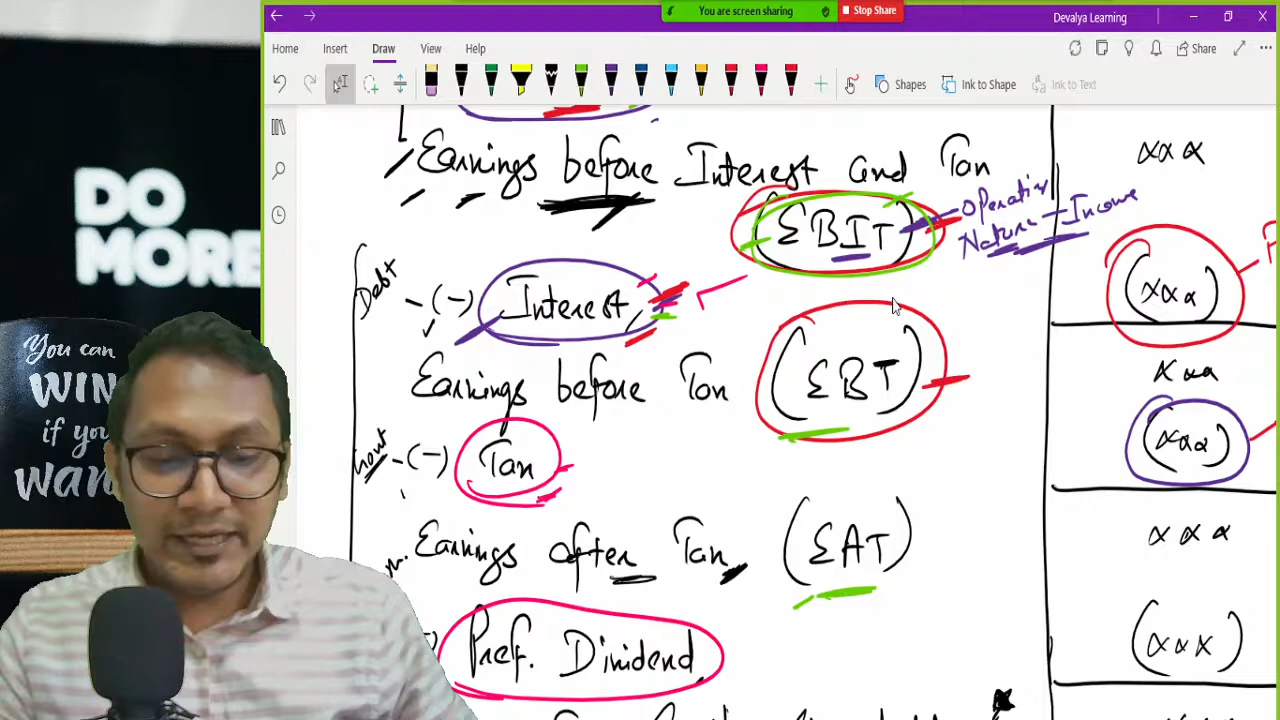 You are screen sharing
Stop Share
Devalya Learning
Home Insert Draw View Help
Share
Shapes
Ink to Shape
Ink to Text
DO
MORE
You can
WIN
if you
want
Earnings before Interest and Tax
xxx
(EBIT)
Operating
Nature - Income
Debt
(-) Interest
(xxx)
Earnings before Tax (EBT)
xxx
Govt (-) Tax
(xxx)
Earnings after Tax (EAT)
xxx
Pref. Dividend
(xxx)